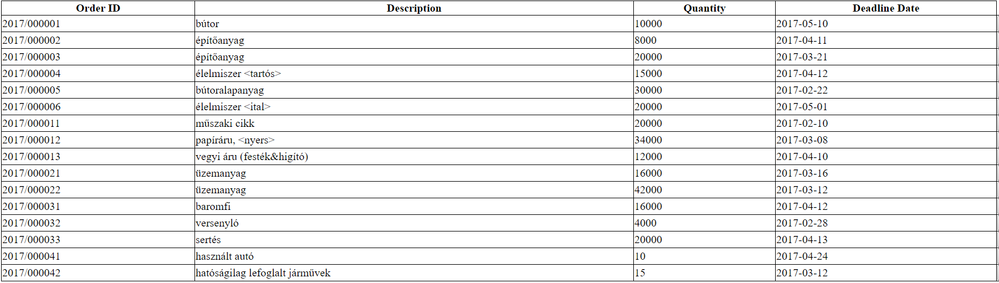 Order ID Description Quantity Deadline Date
2017/000001 bútor 10000 2017-05-10
2017/000002 építőanyag 8000 2017-04-11
2017/000003 építőanyag 20000 2017-03-21
2017/000004 élelmiszer <tartós> 15000 2017-04-12
2017/000005 bútoralapanyag 30000 2017-02-22
2017/000006 élelmiszer <ital> 20000 2017-05-01
2017/000011 műszaki cikk 20000 2017-02-10
2017/000012 papíráru, <nyers> 34000 2017-03-08
2017/000013 vegyi áru (festék&higító) 12000 2017-04-10
2017/000021 üzemanyag 16000 2017-03-16
2017/000022 üzemanyag 42000 2017-03-12
2017/000031 baromfi 16000 2017-04-12
2017/000032 versenyló 4000 2017-02-28
2017/000033 sertés 20000 2017-04-13
2017/000041 használt autó 10 2017-04-24
2017/000042 hatóságilag lefoglalt járművek 15 2017-03-12